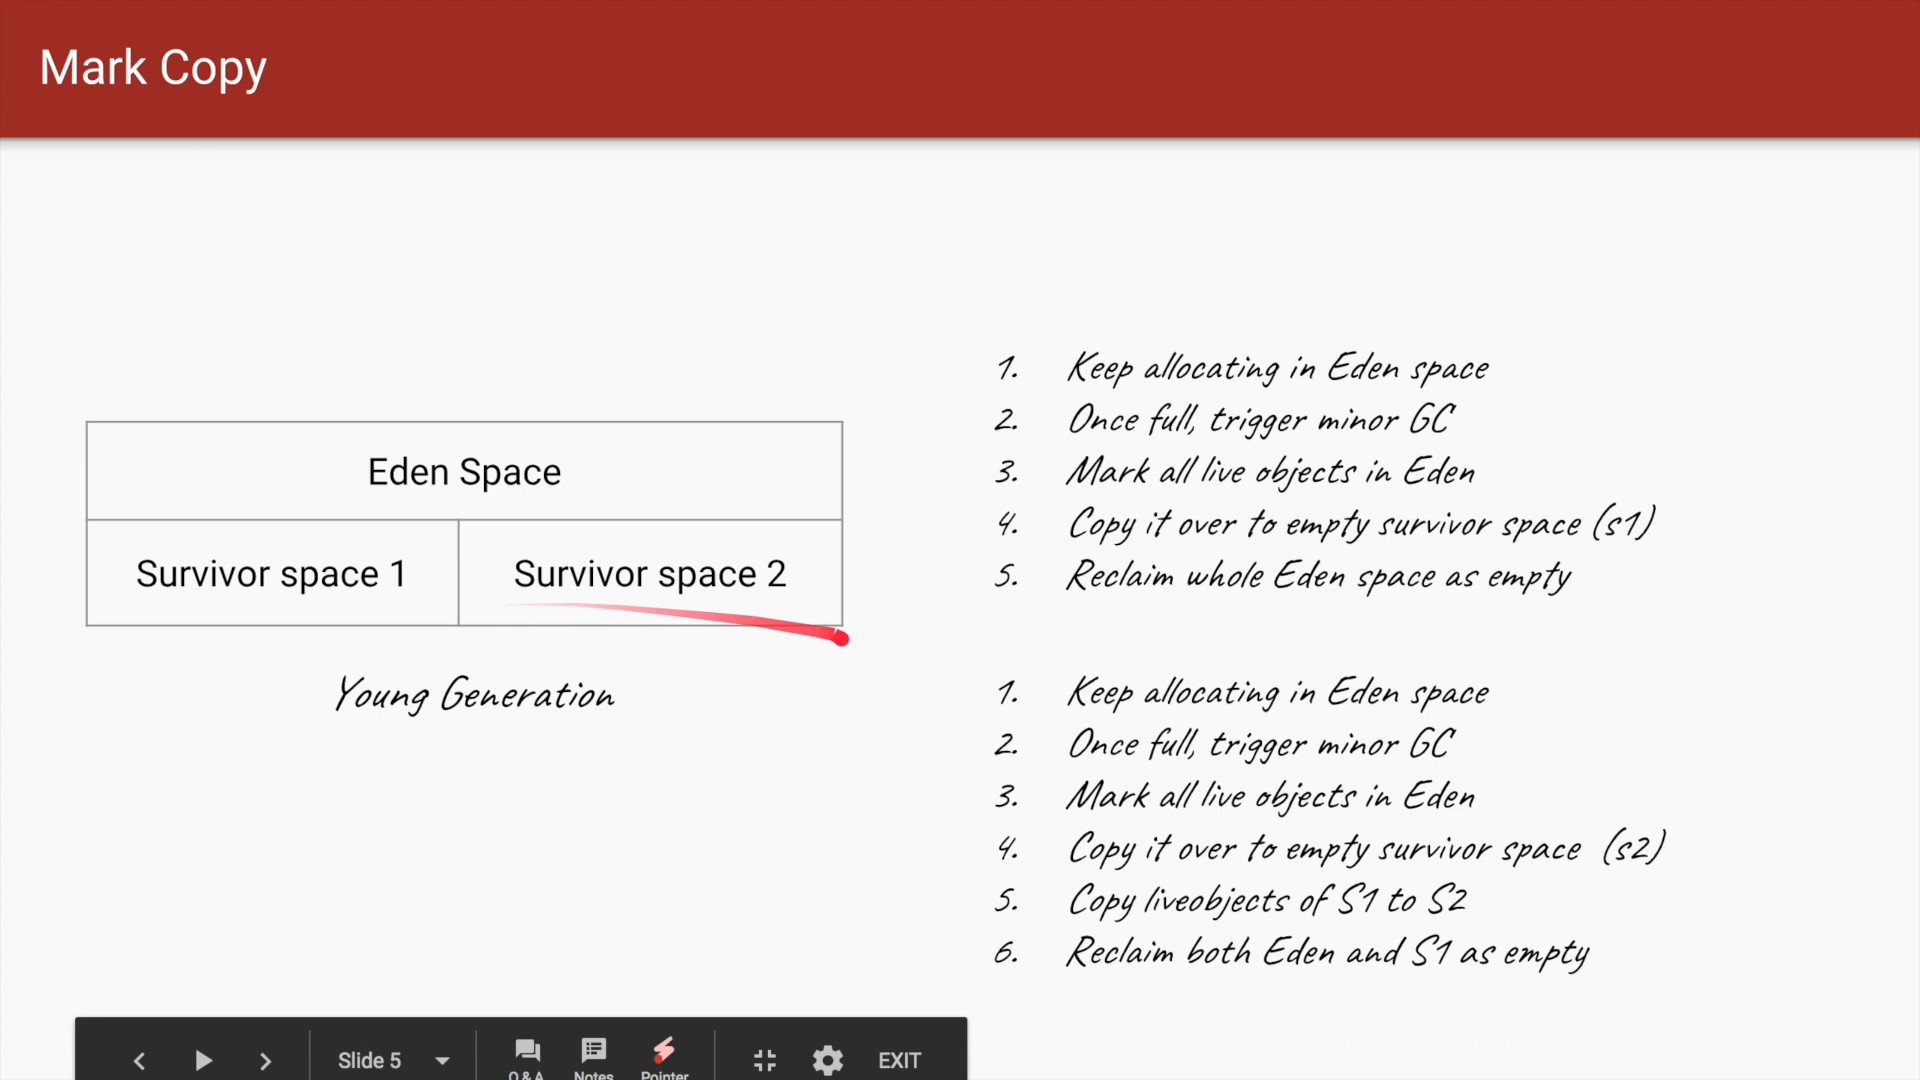 Mark Copy
Eden Space
Survivor space 1
Survivor space 2
Young Generation
1. Keep allocating in Eden space
2. Once full, trigger minor GC
3. Mark all live objects in Eden
4. Copy it over to empty survivor space (s1)
5. Reclaim whole Eden space as empty
1. Keep allocating in Eden space
2. Once full, trigger minor GC
3. Mark all live objects in Eden
4. Copy it over to empty survivor space (s2)
5. Copy liveobjects of S1 to S2
6. Reclaim both Eden and S1 as empty
Slide 5
Q & A
Notes
Pointer
EXIT